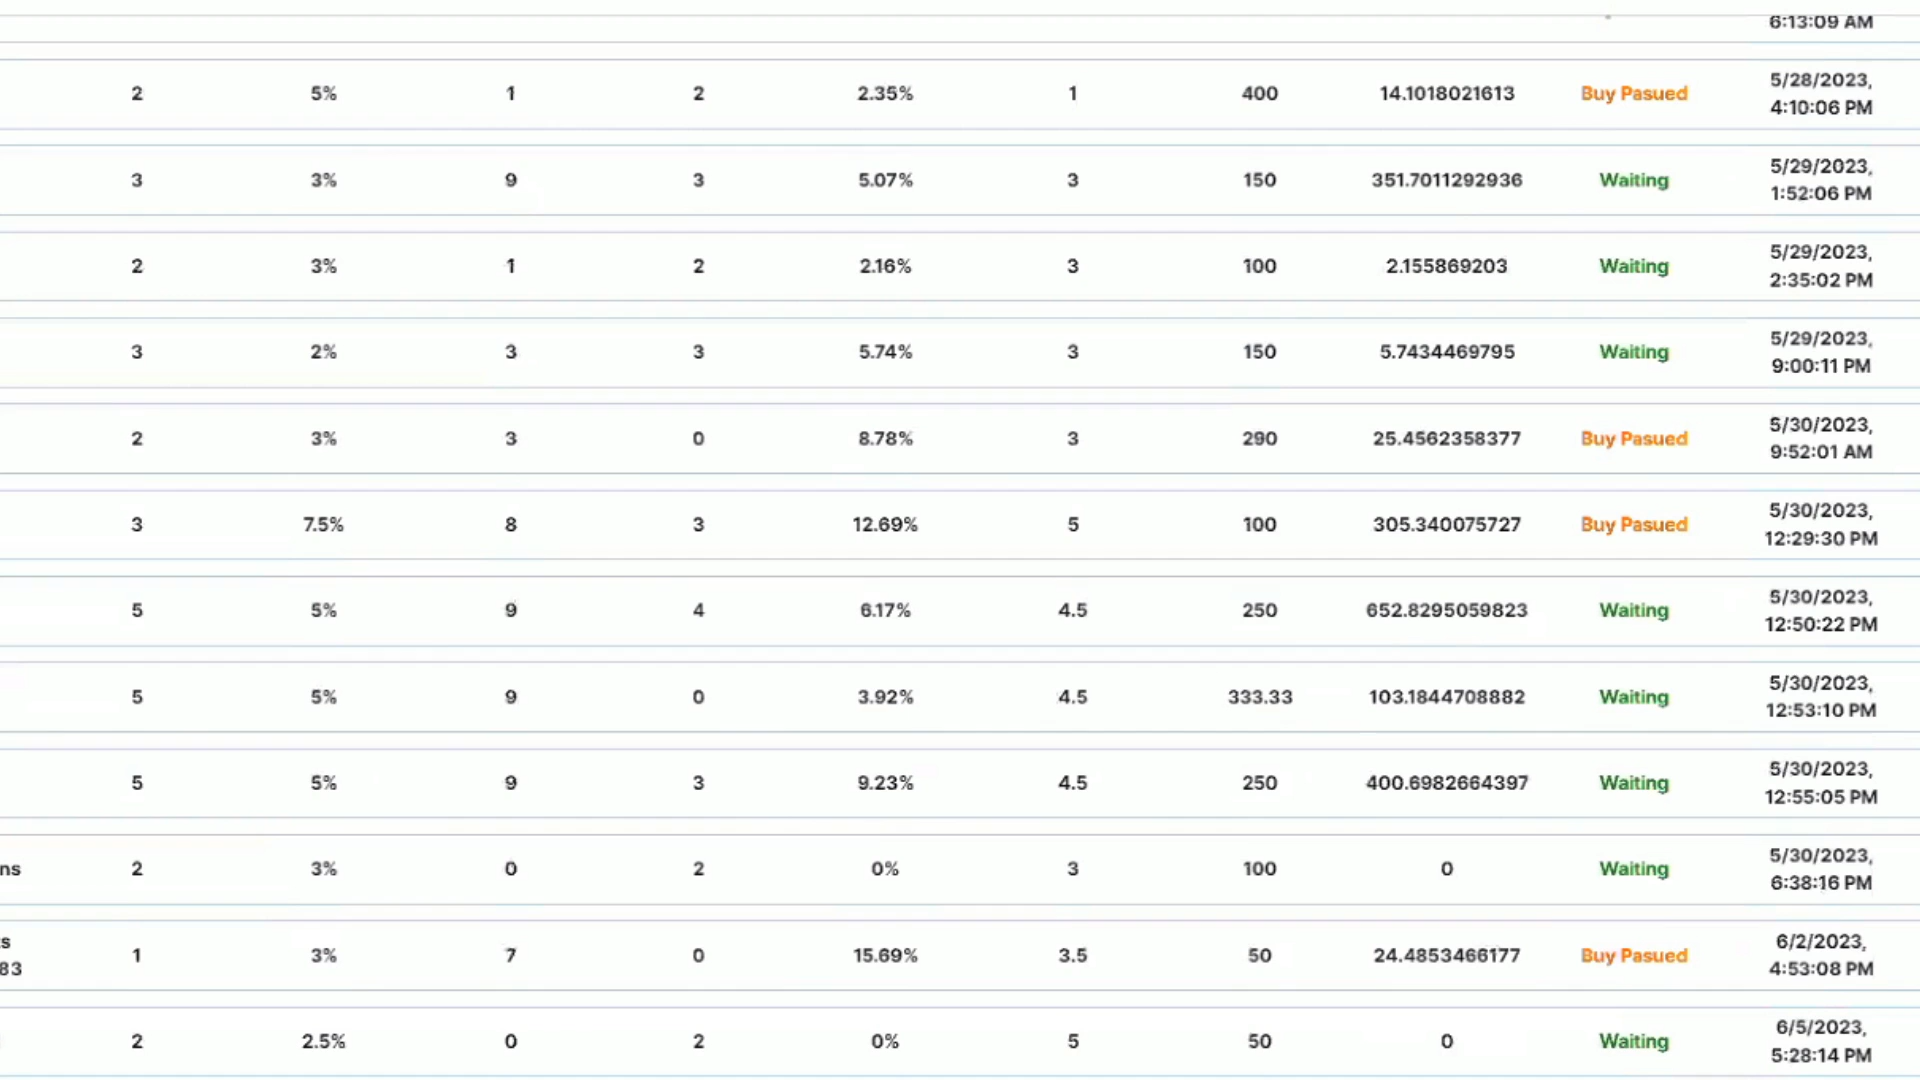 6:13:09 AM
2 5% 1 2 2.35% 1 400 14.1018021613 Buy Pasued 5/28/2023,
4:10:06 PM
3 3% 9 3 5.07% 3 150 351.7011292936 Waiting 5/29/2023,
1:52:06 PM
2 3% 1 2 2.16% 3 100 2.155869203 Waiting 5/29/2023,
2:35:02 PM
3 2% 3 3 5.74% 3 150 5.7434469795 Waiting 5/29/2023,
9:00:11 PM
2 3% 3 0 8.78% 3 290 25.4562358377 Buy Pasued 5/30/2023,
9:52:01 AM
3 7.5% 8 3 12.69% 5 100 305.340075727 Buy Pasued 5/30/2023,
12:29:30 PM
5 5% 9 4 6.17% 4.5 250 652.8295059823 Waiting 5/30/2023,
12:50:22 PM
5 5% 9 0 3.92% 4.5 333.33 103.1844708882 Waiting 5/30/2023,
12:53:10 PM
5 5% 9 3 9.23% 4.5 250 400.6982664397 Waiting 5/30/2023,
12:55:05 PM
ns 2 3% 0 2 0% 3 100 0 Waiting 5/30/2023,
6:38:16 PM
s 1 3% 7 0 15.69% 3.5 50 24.4853466177 Buy Pasued 6/2/2023,
83 4:53:08 PM
2 2.5% 0 2 0% 5 50 0 Waiting 6/5/2023,
5:28:14 PM